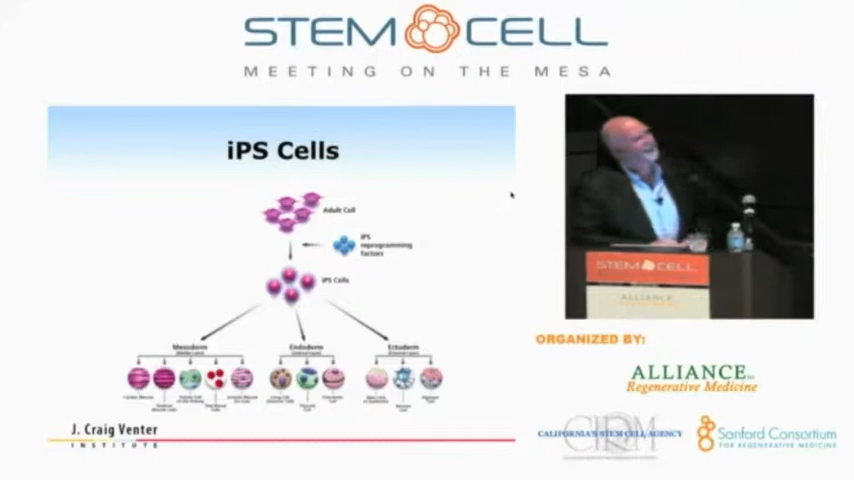 STEM CELL
MEETING ON THE MESA
iPS Cells
Adult Cell
iPS
reprogramming
factors
iPS Cells
Mesoderm
Endoderm
Ectoderm
J. Craig Venter
INSTITUTE
STEM CELL
ALLIANCE
ORGANIZED BY:
ALLIANCE for
Regenerative Medicine
CIRM
CALIFORNIA'S STEM CELL AGENCY
Sanford Consortium
FOR REGENERATIVE MEDICINE